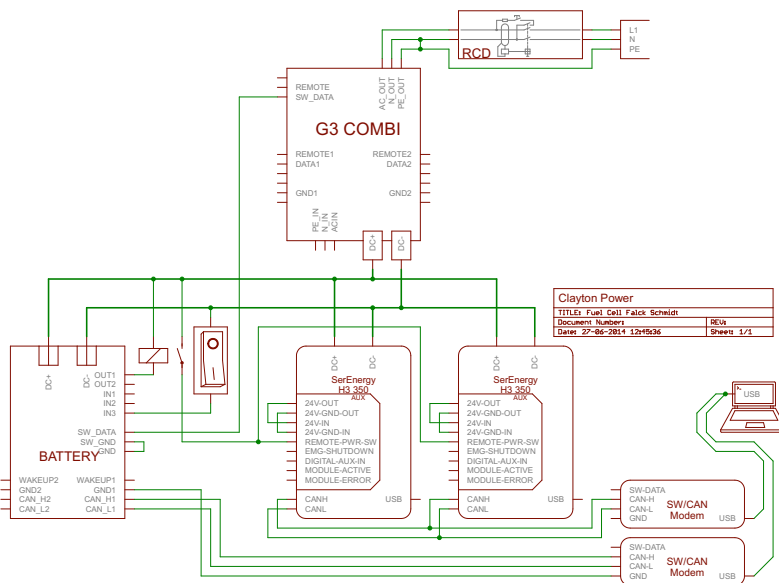 L1
N
PE
RCD
REMOTE
SW_DATA
AC_OUT
N_OUT
PE_OUT
G3 COMBI
REMOTE1
DATA1
GND1
REMOTE2
DATA2
GND2
PE_IN
N_IN
ACIN
DC+
DC-
Clayton Power
TITLE: Fuel Cell Falck Schmidt
Document Number:
REV:
Date: 27-06-2014 12:45:36
Sheet: 1/1
DC+
DC-
OUT1
OUT2
IN1
IN2
IN3
SW_DATA
SW_GND
GND
BATTERY
WAKEUP2
GND2
CAN_H2
CAN_L2
WAKEUP1
GND1
CAN_H1
CAN_L1
DC+
DC-
SerEnergy
H3 350
AUX
24V-OUT
24V-GND-OUT
24V-IN
24V-GND-IN
REMOTE-PWR-SW
EMG-SHUTDOWN
DIGITAL-AUX-IN
MODULE-ACTIVE
MODULE-ERROR
CANH
CANL
USB
DC+
DC-
SerEnergy
H3 350
AUX
24V-OUT
24V-GND-OUT
24V-IN
24V-GND-IN
REMOTE-PWR-SW
EMG-SHUTDOWN
DIGITAL-AUX-IN
MODULE-ACTIVE
MODULE-ERROR
CANH
CANL
USB
USB
SW-DATA
CAN-H
CAN-L
GND
SW/CAN
Modem
USB
SW-DATA
CAN-H
CAN-L
GND
SW/CAN
Modem
USB